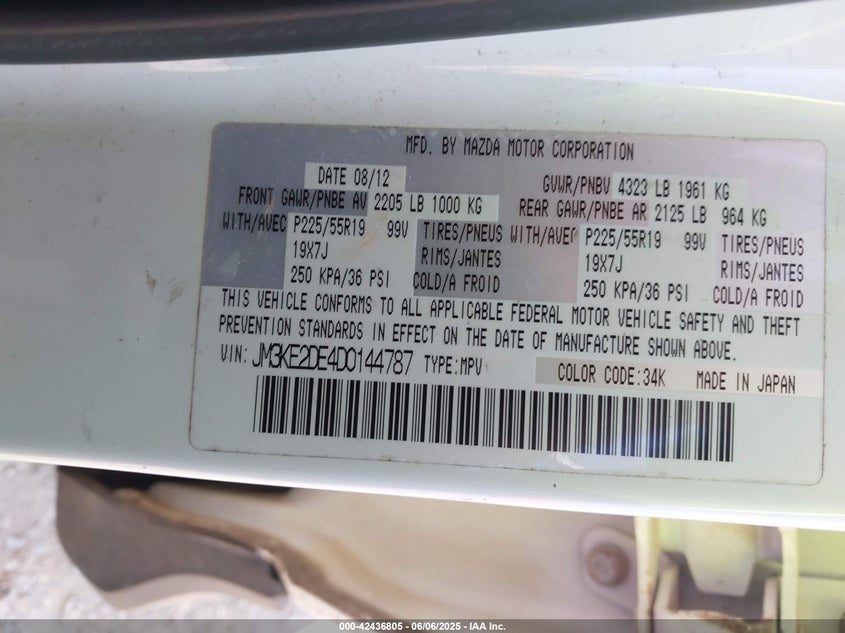 MFD. BY MAZDA MOTOR CORPORATION
DATE 08/12 GVWR/PNBV 4323 LB 1961 KG
FRONT GAWR/PNBE AV 2205 LB 1000 KG REAR GAWR/PNBE AR 2125 LB 964 KG
WITH/AVEC P225/55R19 99V TIRES/PNEUS WITH/AVEC P225/55R19 99V TIRES/PNEUS
19X7J RIMS/JANTES 19X7J RIMS/JANTES
250 KPA/36 PSI COLD/A FROID 250 KPA/36 PSI COLD/A FROID
THIS VEHICLE CONFORMS TO ALL APPLICABLE FEDERAL MOTOR VEHICLE SAFETY AND THEFT
PREVENTION STANDARDS IN EFFECT ON THE DATE OF MANUFACTURE SHOWN ABOVE.
VIN: JM3KE2DE4D0144787 TYPE:MPV COLOR CODE:34K MADE IN JAPAN
000-42436805 - 06/06/2025 - IAA Inc.